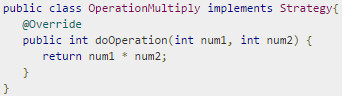 public class OperationMultiply implements Strategy{
   @Override
   public int doOperation(int num1, int num2) {
      return num1 * num2;
   }
}